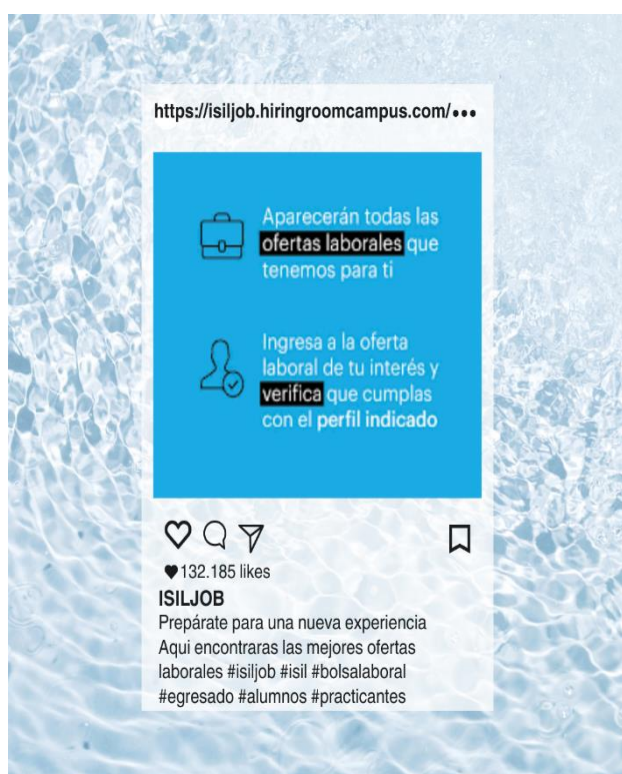 https://isiljob.hiringroomcampus.com/•••
Aparecerán todas las
ofertas laborales que
tenemos para ti
Ingresa a la oferta
laboral de tu interés y
verifica que cumplas
con el perfil indicado
132.185 likes
ISILJOB
Prepárate para una nueva experiencia
Aqui encontraras las mejores ofertas
laborales #isiljob #isil #bolsalaboral
#egresado #alumnos #practicantes